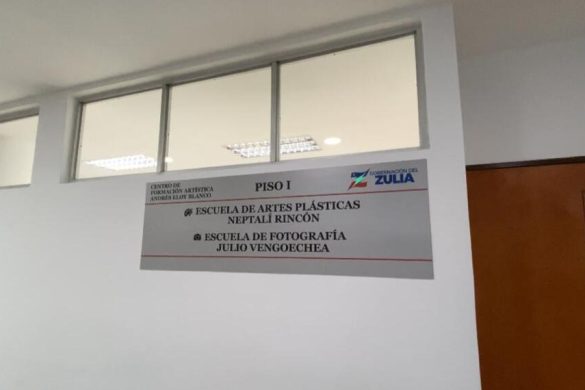 CENTRO DE
FORMACIÓN ARTÍSTICA
ANDRÉS ELOY BLANCO
PISO I
GOBERNACIÓN DEL
ZULIA
ESCUELA DE ARTES PLÁSTICAS
NEPTALÍ RINCÓN
ESCUELA DE FOTOGRAFÍA
JULIO VENGOECHEA